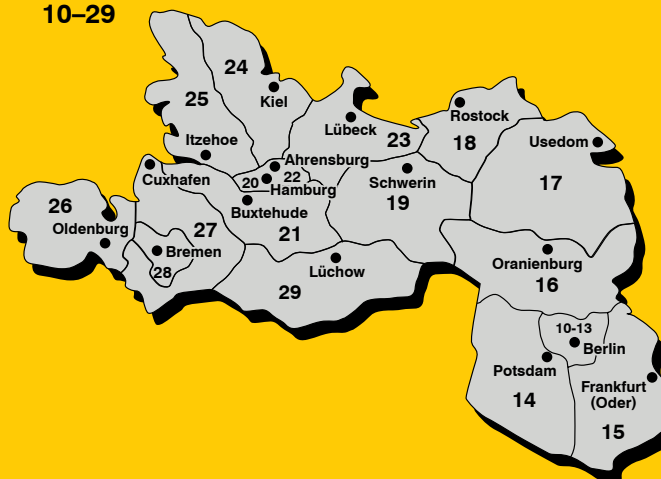 10–29
24
25
Kiel
Rostock
Lübeck
23
18
Usedom
Itzehoe
Ahrensburg
Cuxhafen
20
22
Hamburg
Schwerin
17
26
Buxtehude
19
27
Oldenburg
21
Bremen
28
Lüchow
Oranienburg
29
16
10-13
Berlin
Potsdam
Frankfurt
(Oder)
14
15